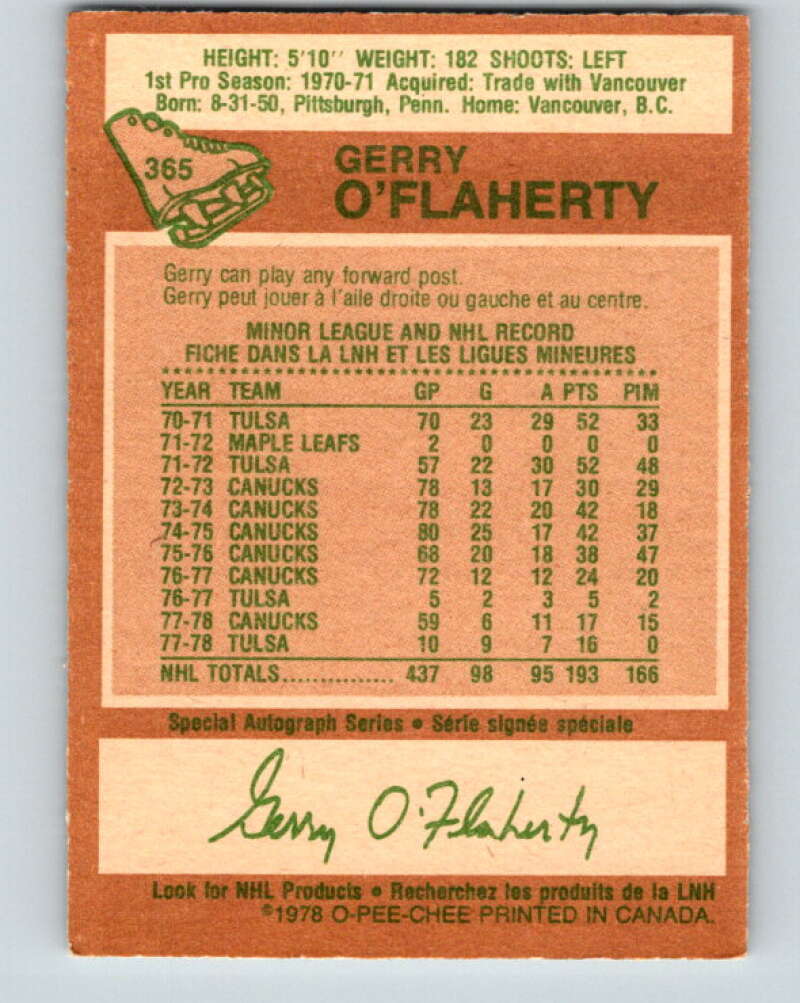 HEIGHT: 5'10'' WEIGHT: 182 SHOOTS: LEFT
1st Pro Season: 1970-71 Acquired: Trade with Vancouver
Born: 8-31-50, Pittsburgh, Penn. Home: Vancouver, B.C.
365
GERRY
O'FLAHERTY
Gerry can play any forward post.
Gerry peut jouer à l'aile droite ou gauche et au centre.
MINOR LEAGUE AND NHL RECORD
FICHE DANS LA LNH ET LES LIGUES MINEURES
YEAR TEAM GP G A PTS PIM
70-71 TULSA 70 23 29 52 33
71-72 MAPLE LEAFS 2 0 0 0 0
71-72 TULSA 57 22 30 52 48
72-73 CANUCKS 78 13 17 30 29
73-74 CANUCKS 78 22 20 42 18
74-75 CANUCKS 80 25 17 42 37
75-76 CANUCKS 68 20 18 38 47
76-77 CANUCKS 72 12 12 24 20
76-77 TULSA 5 2 3 5 2
77-78 CANUCKS 59 6 11 17 15
77-78 TULSA 10 9 7 16 0
NHL TOTALS............... 437 98 95 193 166
Special Autograph Series • Série signée spéciale
Gerry O'Flaherty
Look for NHL Products • Recherchez les produits de la LNH
©1978 O-PEE-CHEE PRINTED IN CANADA.